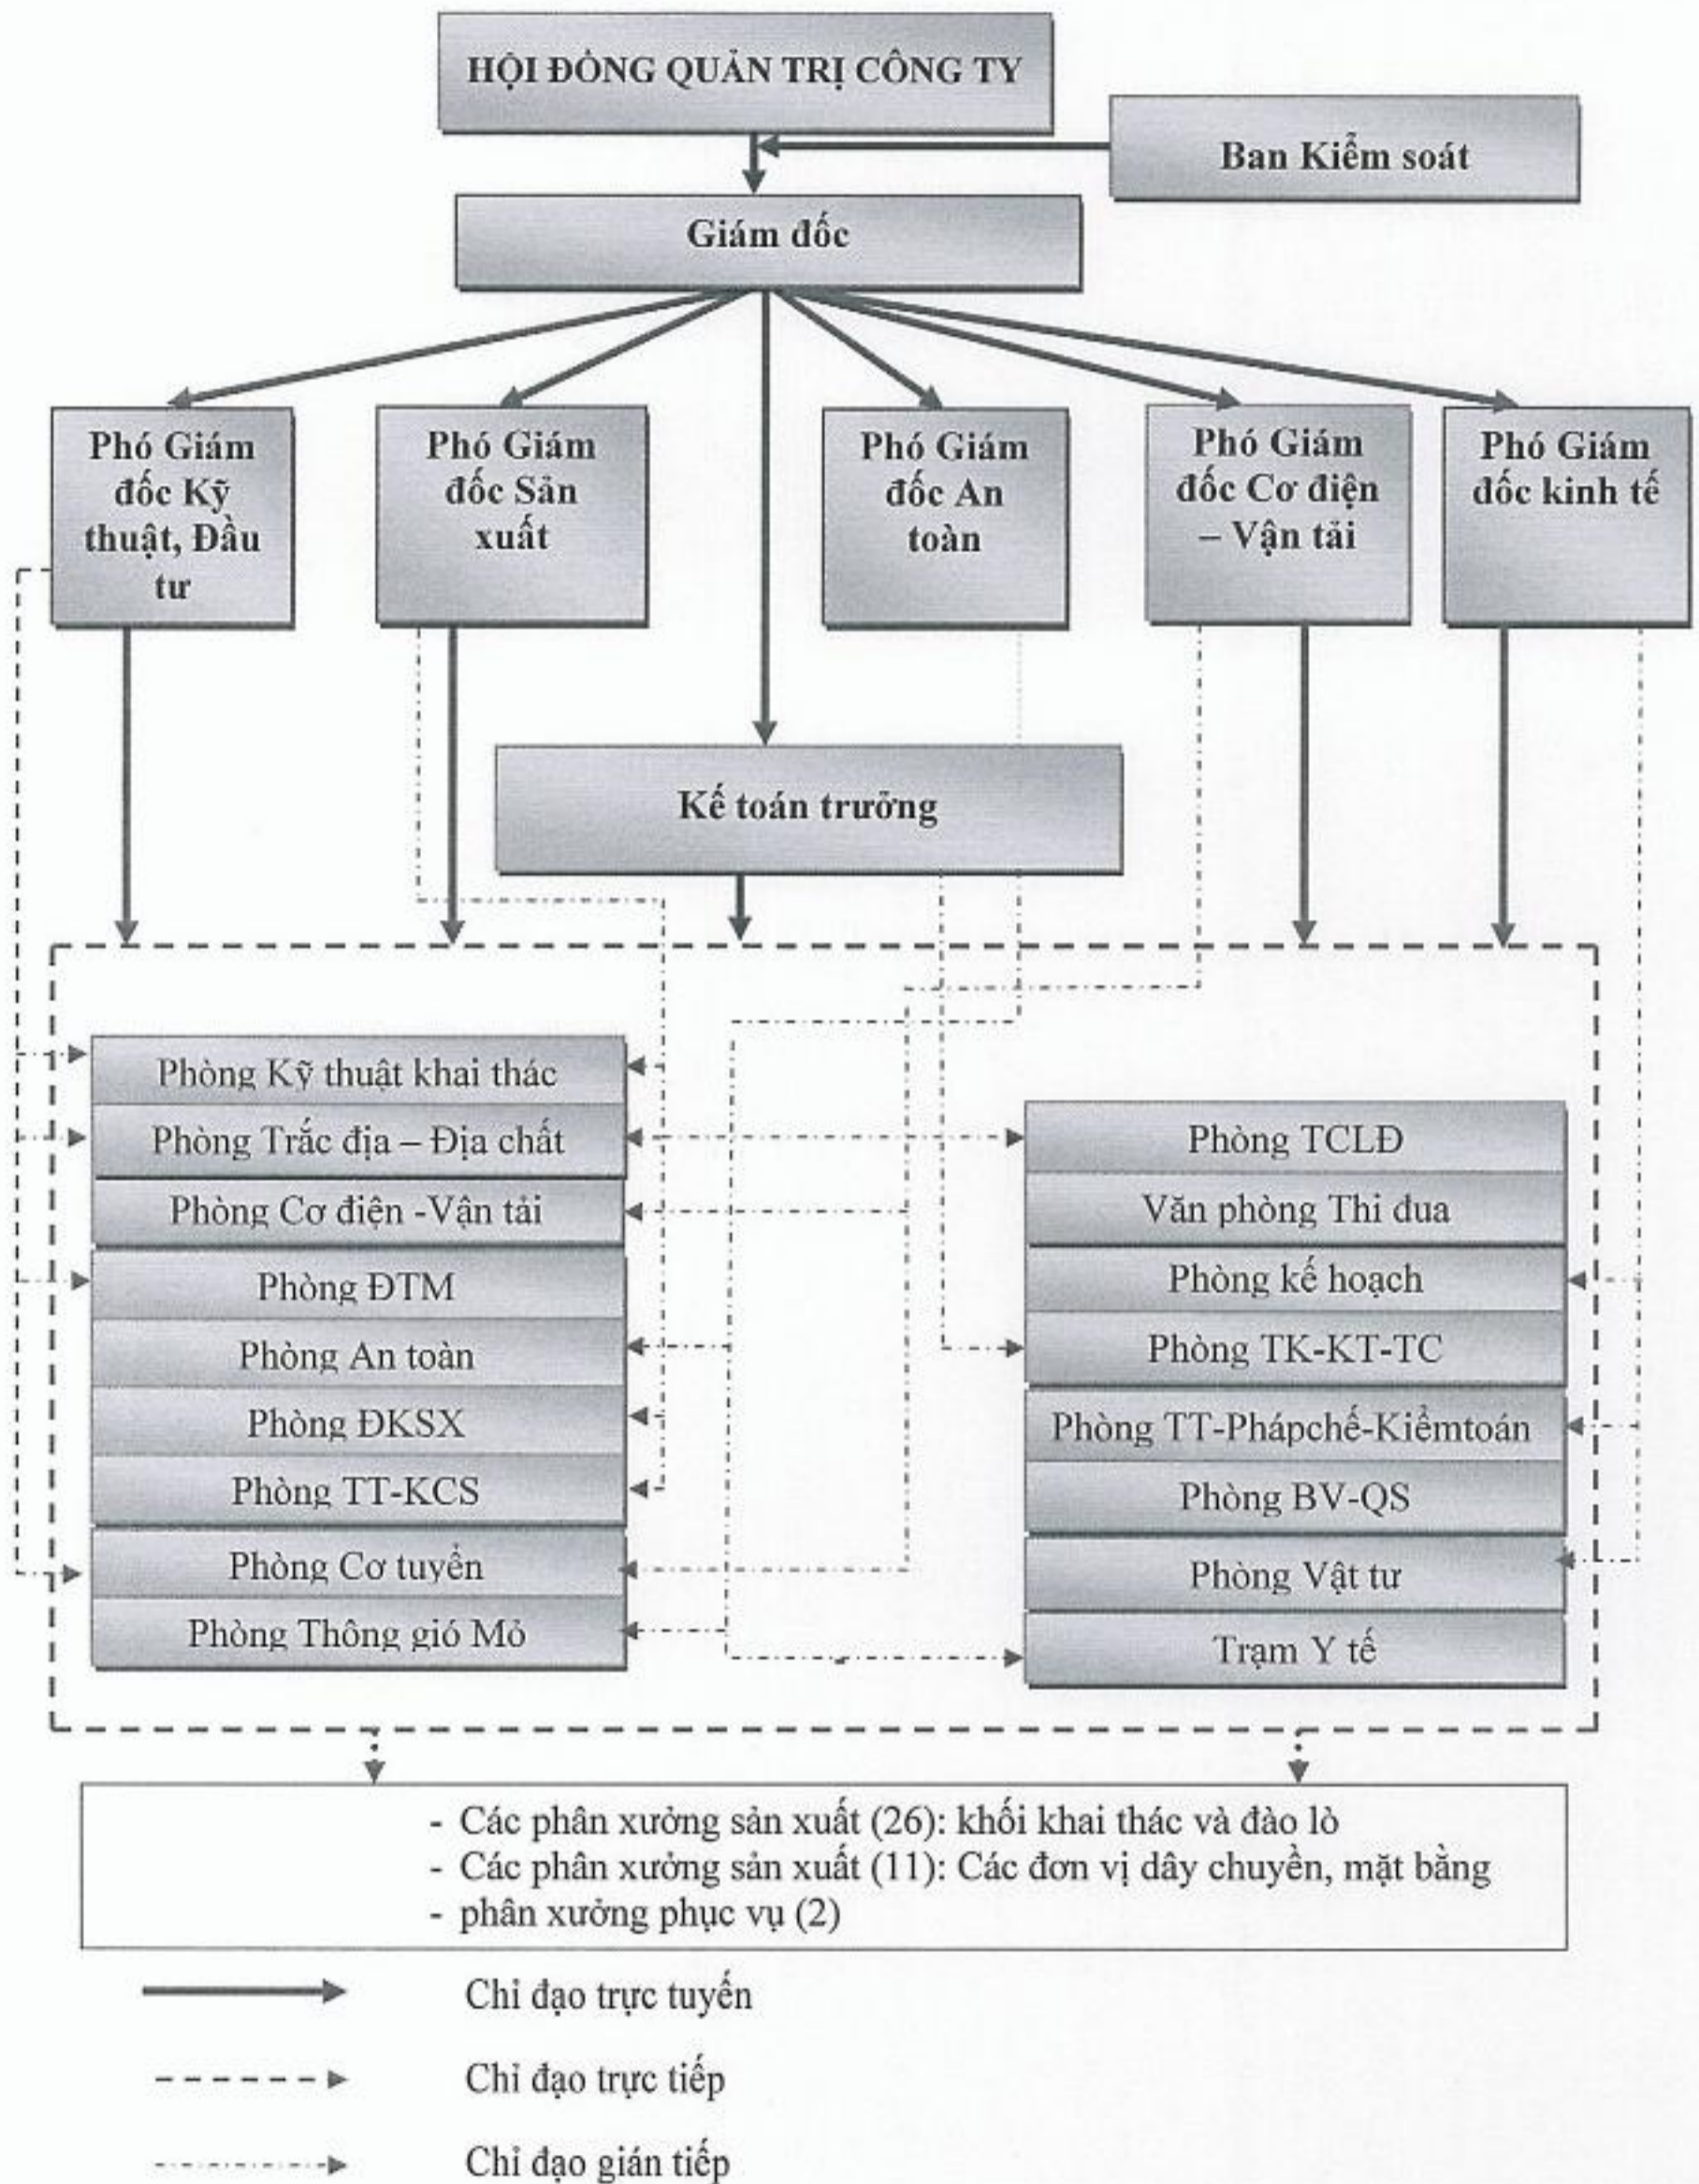 HỘI ĐỒNG QUẢN TRỊ CÔNG TY
Ban Kiểm soát
Giám đốc
Phó Giám
đốc Kỹ
thuật, Đầu
tư
Phó Giám
đốc Sản
xuất
Phó Giám
đốc An
toàn
Phó Giám
đốc Cơ điện
– Vận tải
Phó Giám
đốc kinh tế
Kế toán trưởng
Phòng Kỹ thuật khai thác
Phòng Trắc địa – Địa chất
Phòng Cơ điện -Vận tải
Phòng ĐTM
Phòng An toàn
Phòng ĐKSX
Phòng TT-KCS
Phòng Cơ tuyển
Phòng Thông gió Mỏ
Phòng TCLĐ
Văn phòng Thi đua
Phòng kế hoạch
Phòng TK-KT-TC
Phòng TT-Phápchế-Kiểmtoán
Phòng BV-QS
Phòng Vật tư
Trạm Y tế
- Các phân xưởng sản xuất (26): khối khai thác và đào lò
- Các phân xưởng sản xuất (11): Các đơn vị dây chuyền, mặt bằng
- phân xưởng phục vụ (2)
Chỉ đạo trực tuyến
Chỉ đạo trực tiếp
Chỉ đạo gián tiếp